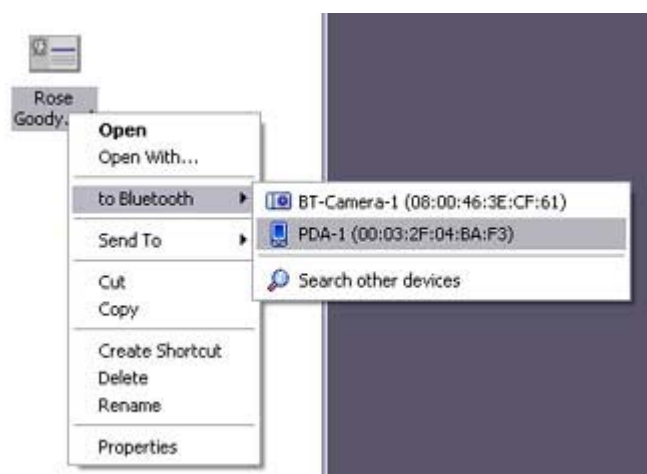 Rose
Goody.
Open
Open With...
to Bluetooth
Send To
Cut
Copy
Create Shortcut
Delete
Rename
Properties
BT-Camera-1 (08:00:46:3E:CF:61)
PDA-1 (00:03:2F:04:BA:F3)
Search other devices